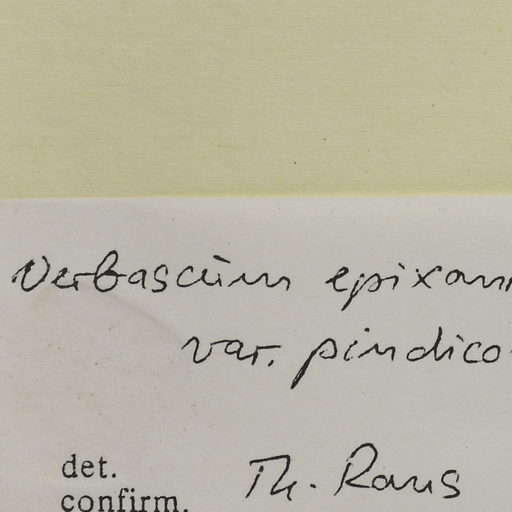 Verbascum epixan
var. pindico
det. Th. Raus
confirm.